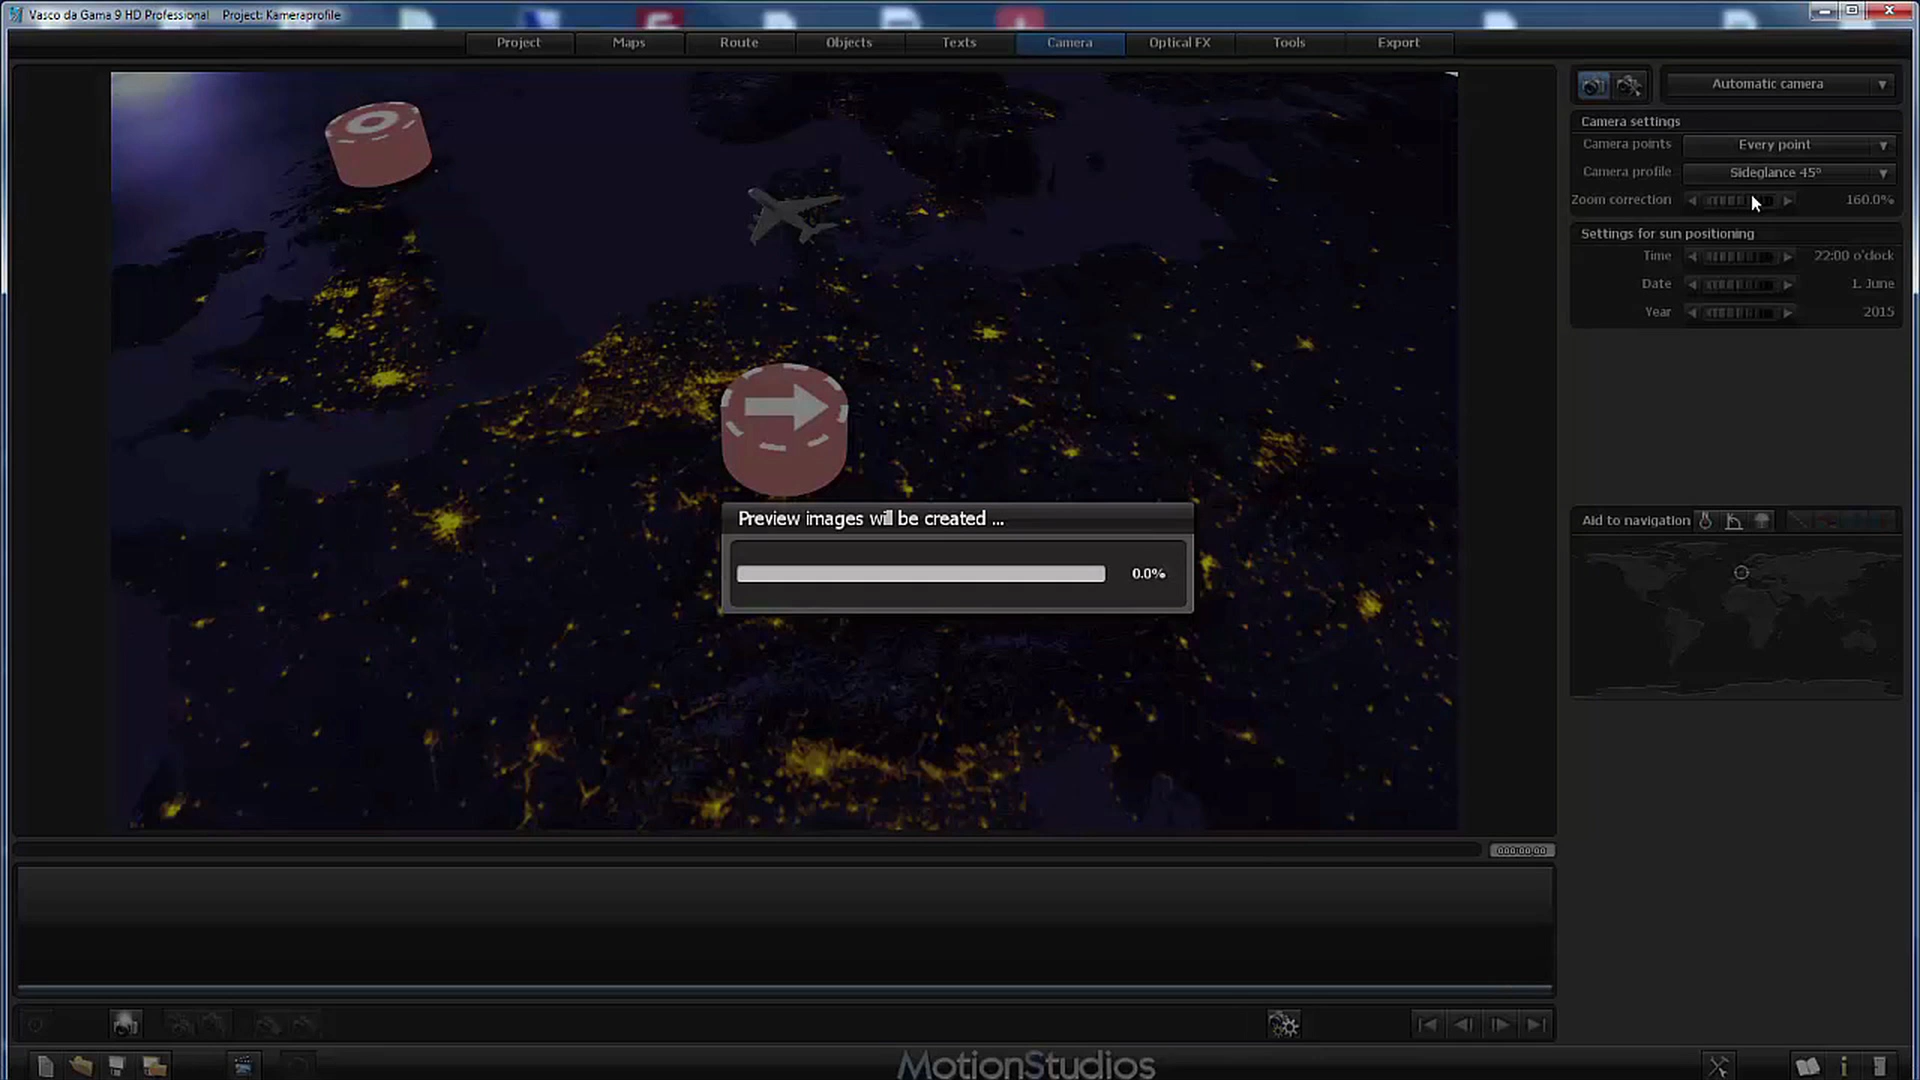 Vasco da Gama 9 HD Professional    Project: Kameraprofile
Project Maps Route Objects Texts Camera Optical FX Tools Export
Automatic camera
Camera settings
Camera points Every point
Camera profile Sideglance 45°
Zoom correction 160.0%
Settings for sun positioning
Time 22:00 o'clock
Date 1. June
Year 2015
Preview images will be created ...
0.0%
Aid to navigation
000:00:00
MotionStudios